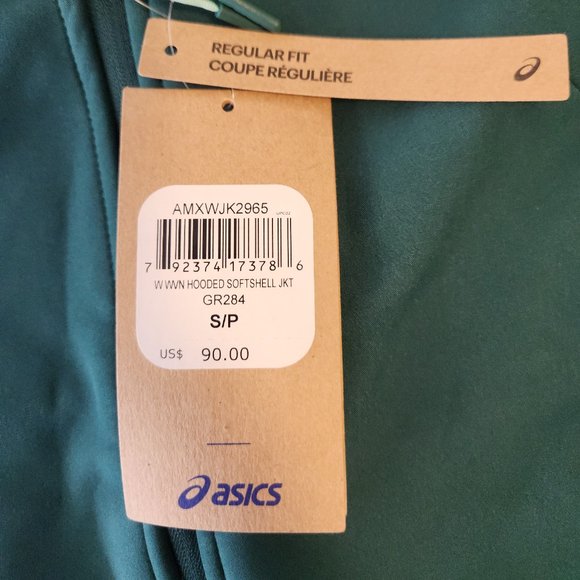 REGULAR FIT
COUPE RÉGULIÈRE
AMXWJK2965
7 92374 17378 6
W WVN HOODED SOFTSHELL JKT
GR284
S/P
US$ 90.00
asics